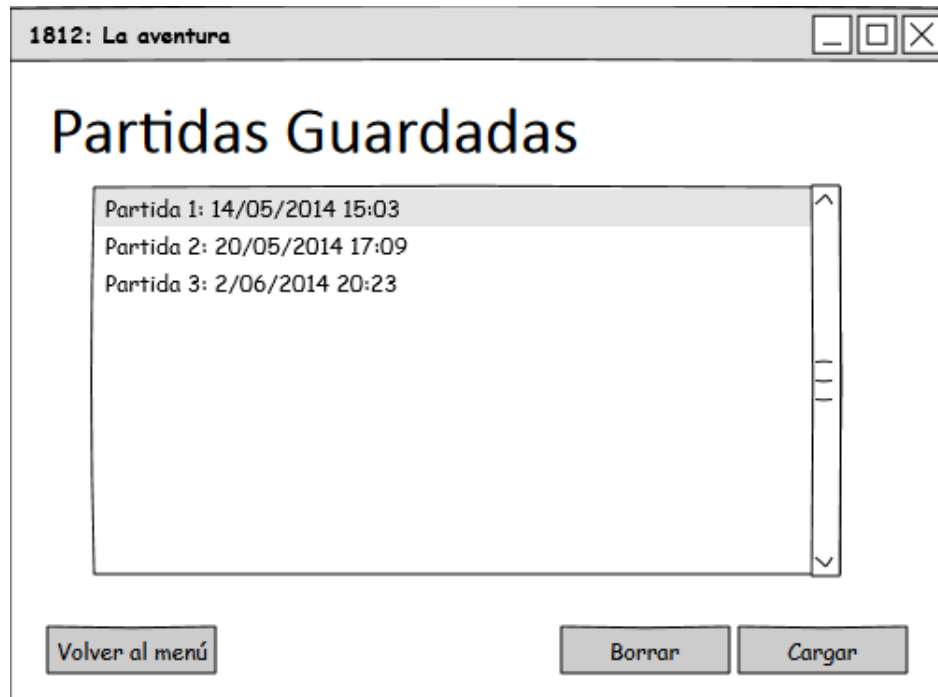 1812: La aventura
Partidas Guardadas
Partida 1: 14/05/2014 15:03
Partida 2: 20/05/2014 17:09
Partida 3: 2/06/2014 20:23
Volver al menú
Borrar
Cargar